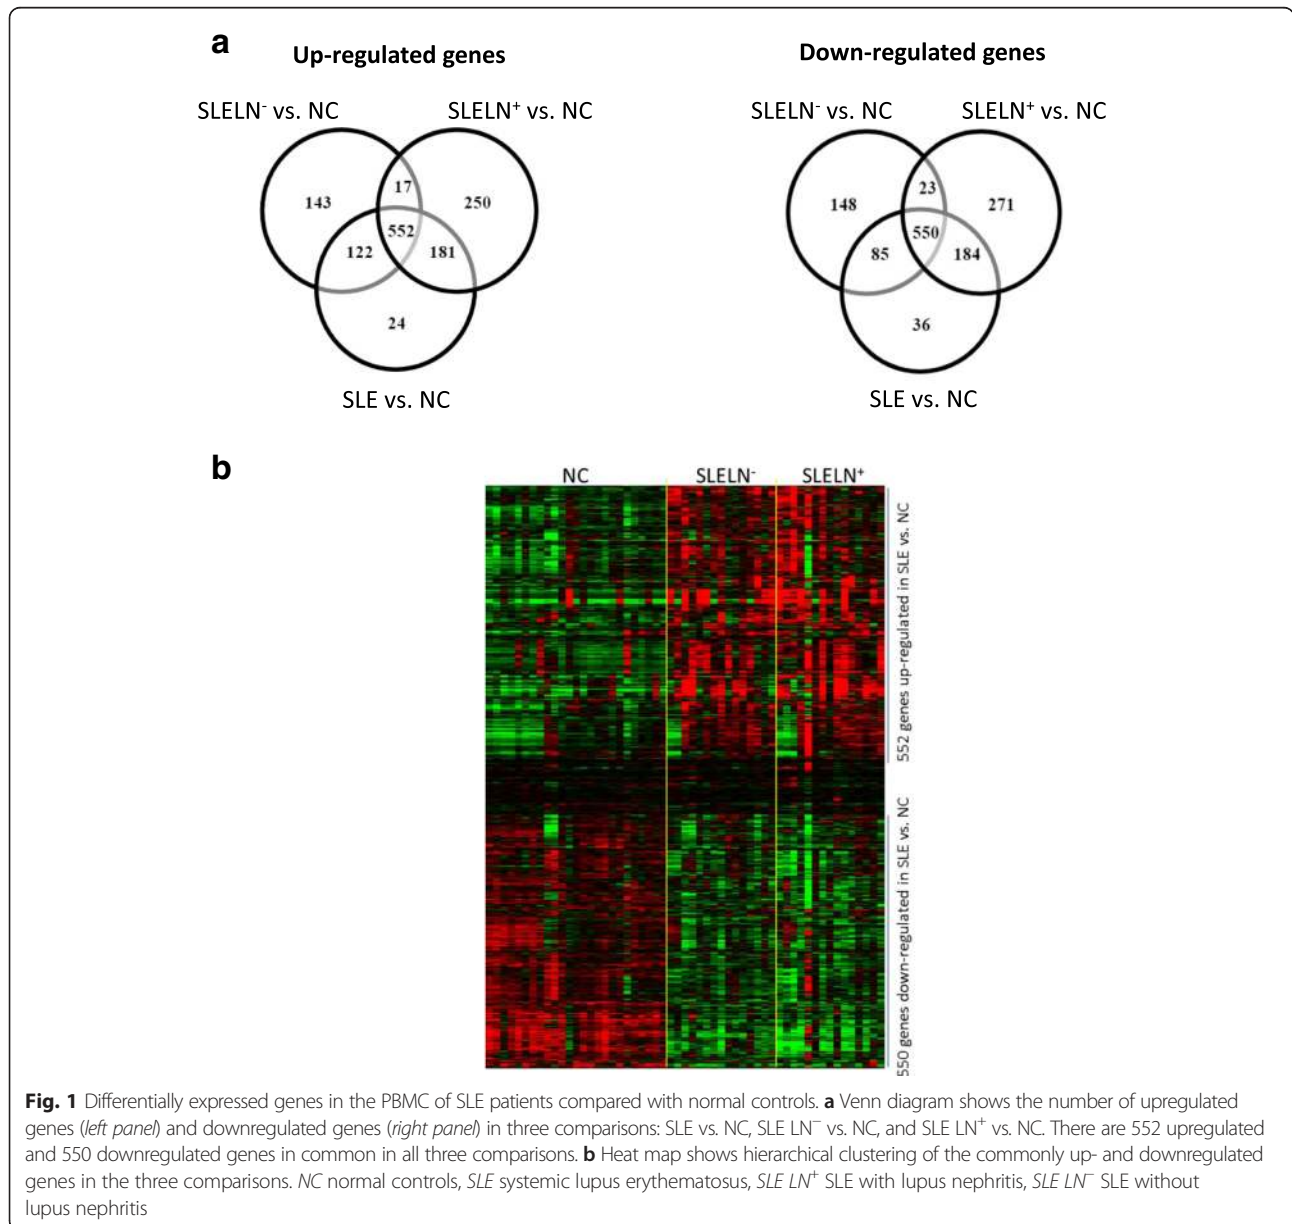 a
Up-regulated genes
Down-regulated genes
SLELN⁻ vs. NC
SLELN⁺ vs. NC
143
17
250
552
122
181
24
SLE vs. NC
SLELN⁻ vs. NC
SLELN⁺ vs. NC
148
23
271
550
85
184
36
SLE vs. NC
b
NC
SLELN⁻
SLELN⁺
552 genes up-regulated in SLE vs. NC
550 genes down-regulated in SLE vs. NC
Fig. 1 Differentially expressed genes in the PBMC of SLE patients compared with normal controls. a Venn diagram shows the number of upregulated
genes (left panel) and downregulated genes (right panel) in three comparisons: SLE vs. NC, SLE LN⁻ vs. NC, and SLE LN⁺ vs. NC. There are 552 upregulated
and 550 downregulated genes in common in all three comparisons. b Heat map shows hierarchical clustering of the commonly up- and downregulated
genes in the three comparisons. NC normal controls, SLE systemic lupus erythematosus, SLE LN⁺ SLE with lupus nephritis, SLE LN⁻ SLE without
lupus nephritis